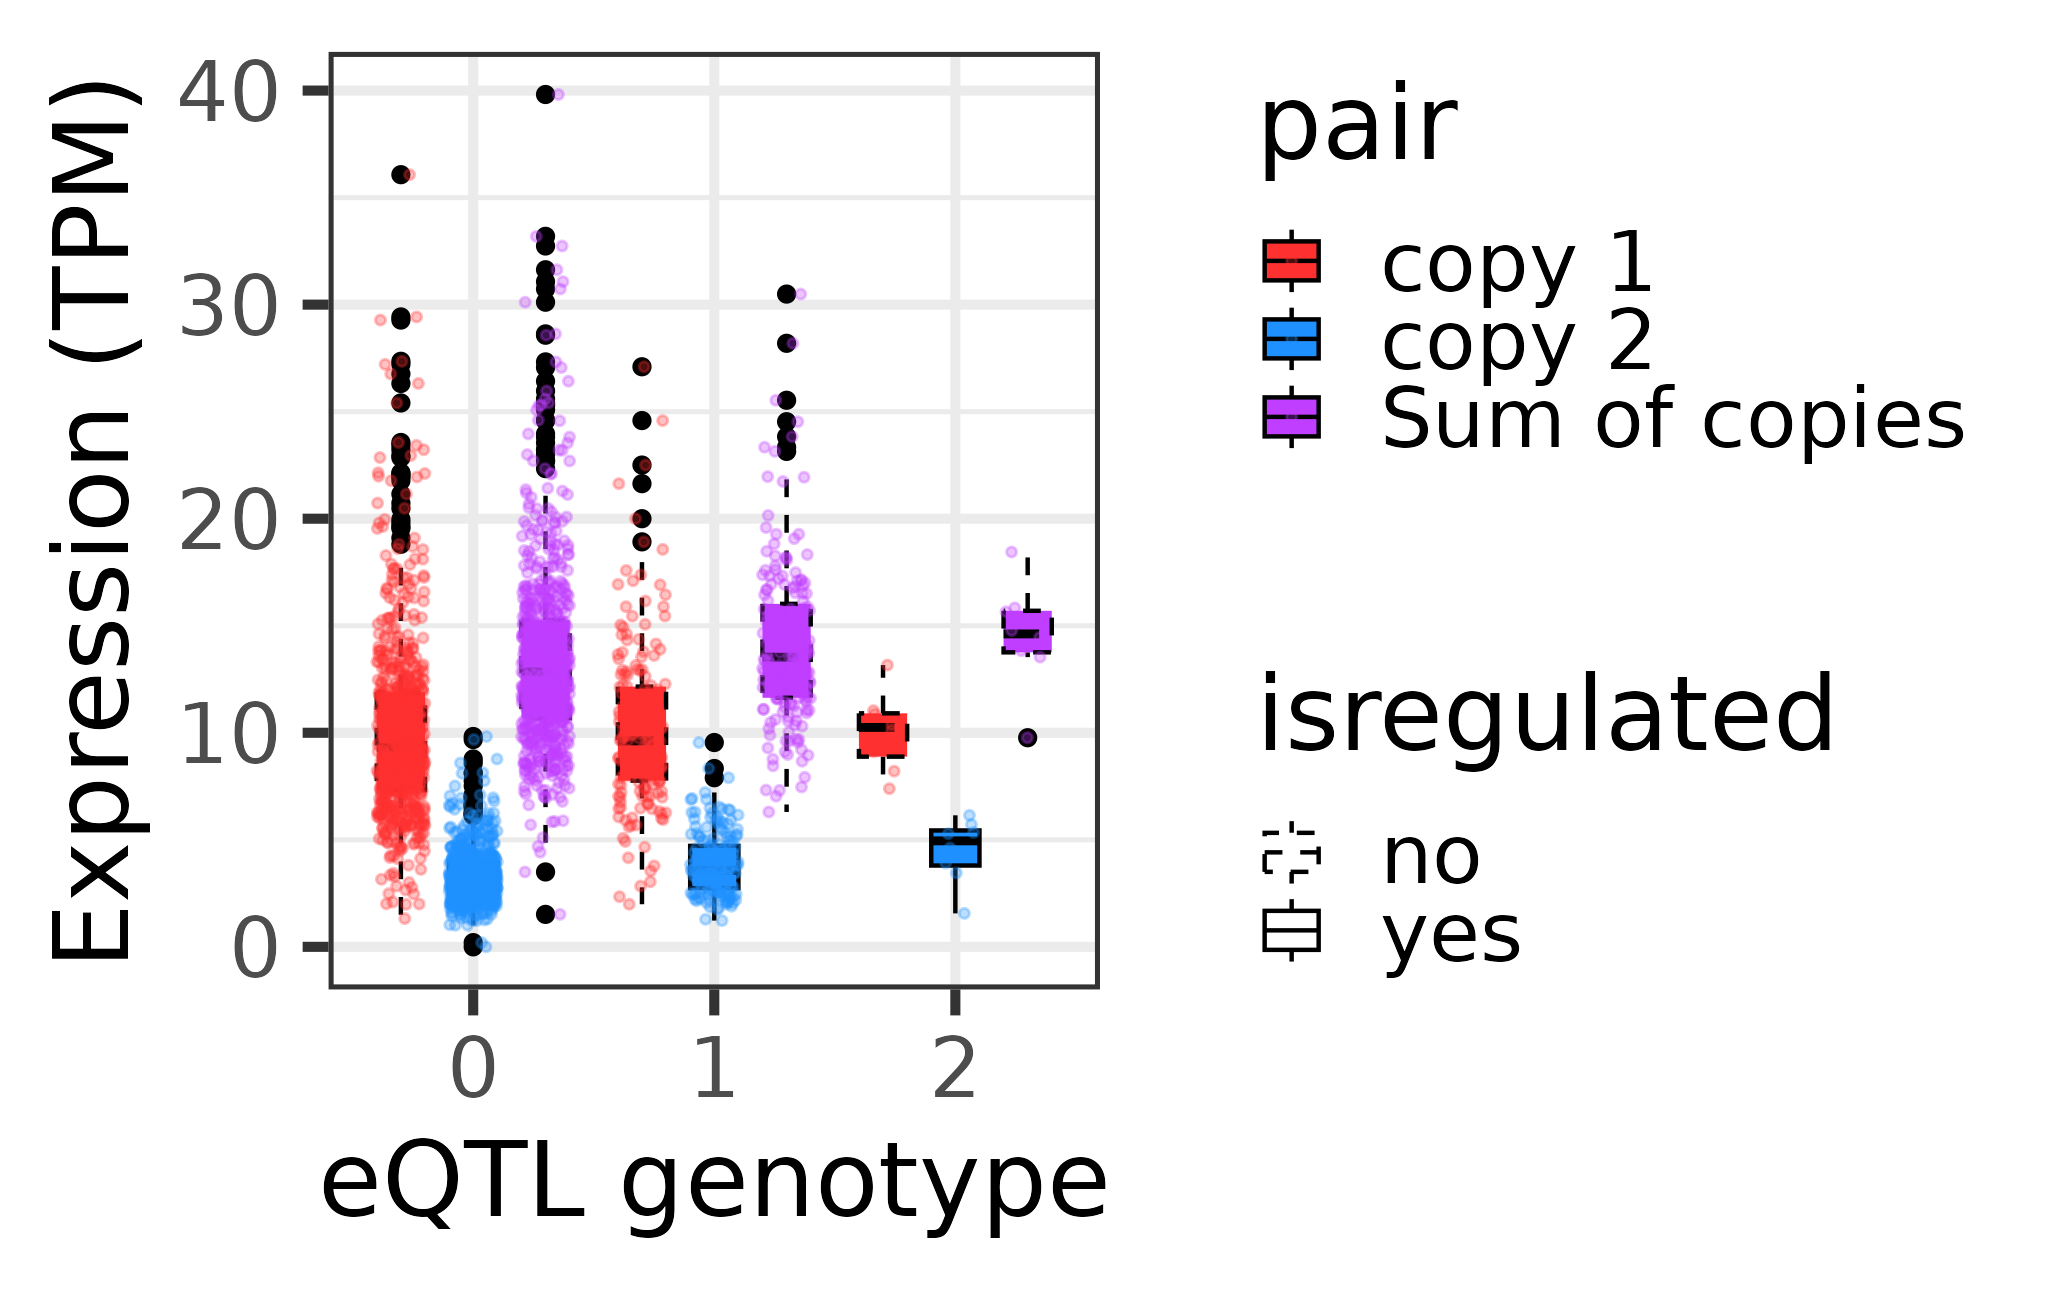 Expression (TPM)
40
30
20
10
0
0 1 2
eQTL genotype
pair
copy 1
copy 2
Sum of copies
isregulated
no
yes